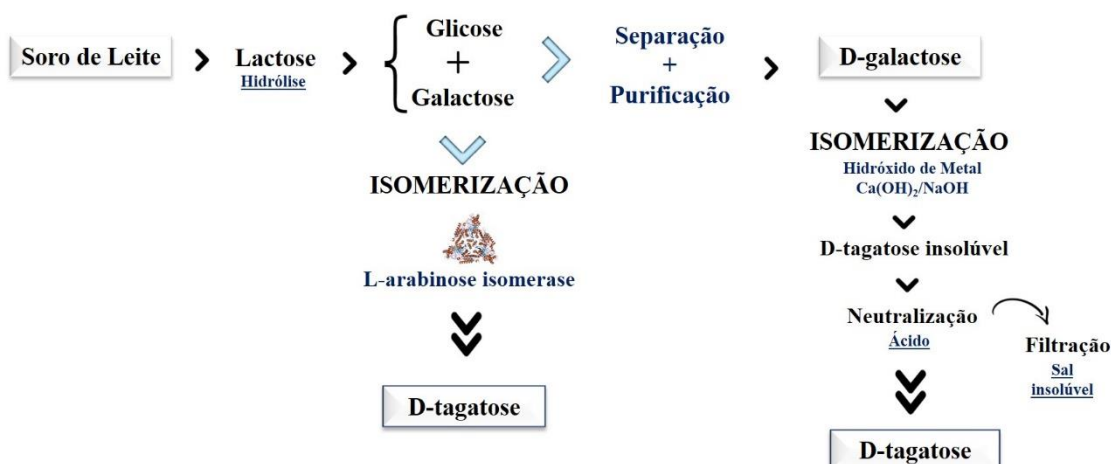 Soro de Leite
Lactose
Hidrólise
Glicose
+
Galactose
Separação
+
Purificação
D-galactose
ISOMERIZAÇÃO
L-arabinose isomerase
D-tagatose
ISOMERIZAÇÃO
Hidróxido de Metal
Ca(OH)₂/NaOH
D-tagatose insolúvel
Neutralização
Ácido
Filtração
Sal
insolúvel
D-tagatose